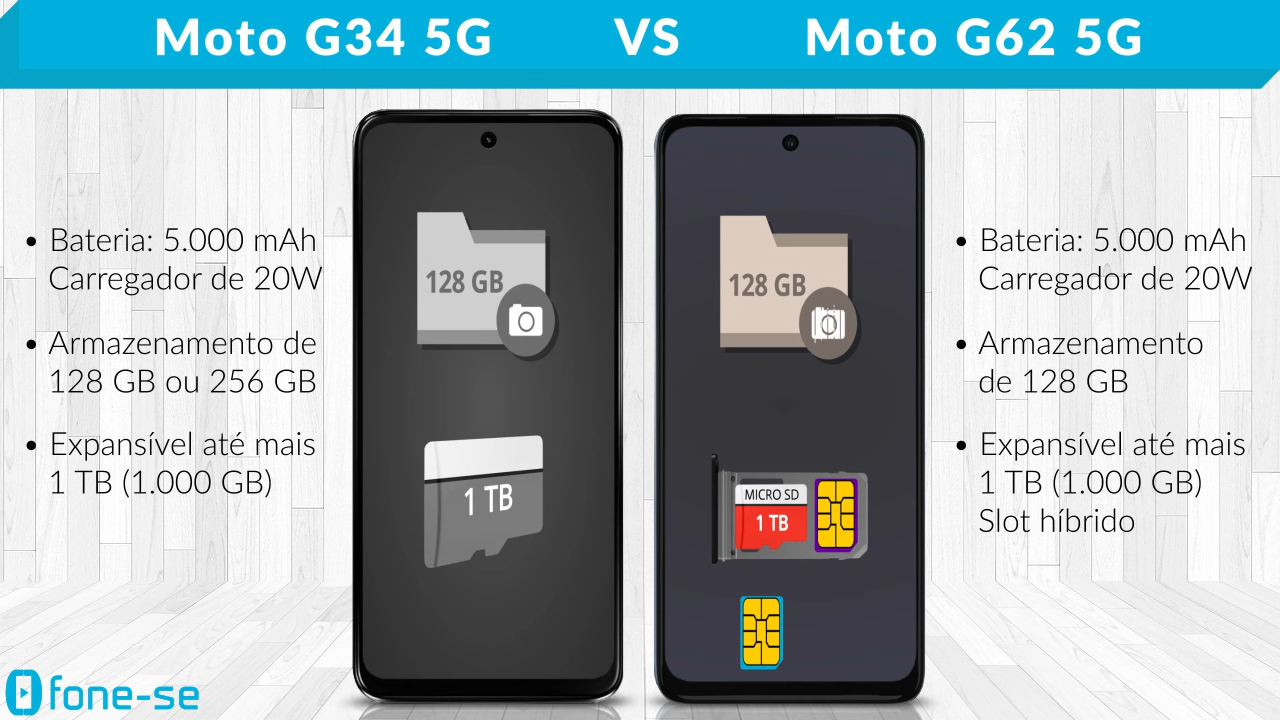 Moto G34 5G VS Moto G62 5G
• Bateria: 5.000 mAh
Carregador de 20W
• Armazenamento de
128 GB ou 256 GB
• Expansível até mais
1 TB (1.000 GB)
128 GB
1 TB
128 GB
MICRO SD
1 TB
• Bateria: 5.000 mAh
Carregador de 20W
• Armazenamento
de 128 GB
• Expansível até mais
1 TB (1.000 GB)
Slot híbrido
fone-se